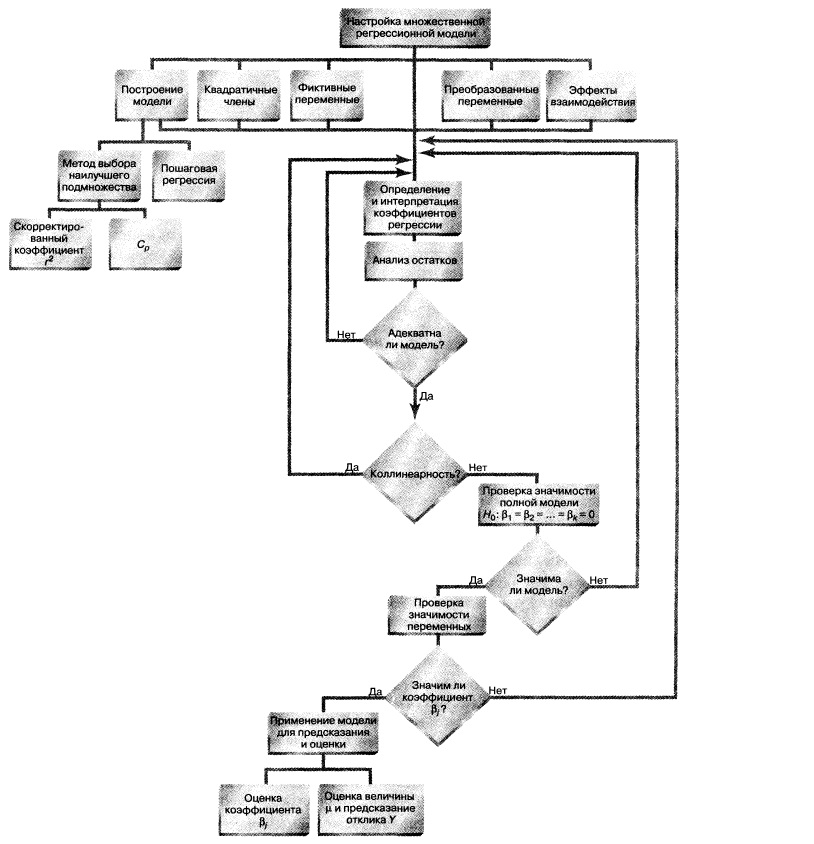 Настройка множественной
регрессионной модели
Построение
модели
Квадратичные
члены
Фиктивные
переменные
Преобразованные
переменные
Эффекты
взаимодействия
Метод выбора
наилучшего
подмножества
Пошаговая
регрессия
Скорректиро-
ванный
коэффициент
r²
Cₚ
Определение
и интерпретация
коэффициентов
регрессии
Анализ остатков
Адекватна
ли модель?
Нет
Да
Коллинеарность?
Да
Нет
Проверка значимости
полной модели
H₀: β₁ = β₂ = ... = βₖ = 0
Значима
ли модель?
Да
Нет
Проверка
значимости
переменных
Значим ли
коэффициент
βⱼ?
Да
Нет
Применение модели
для предсказания
и оценки
Оценка
коэффициента
βⱼ
Оценка величины
μ и предсказание
отклика Y